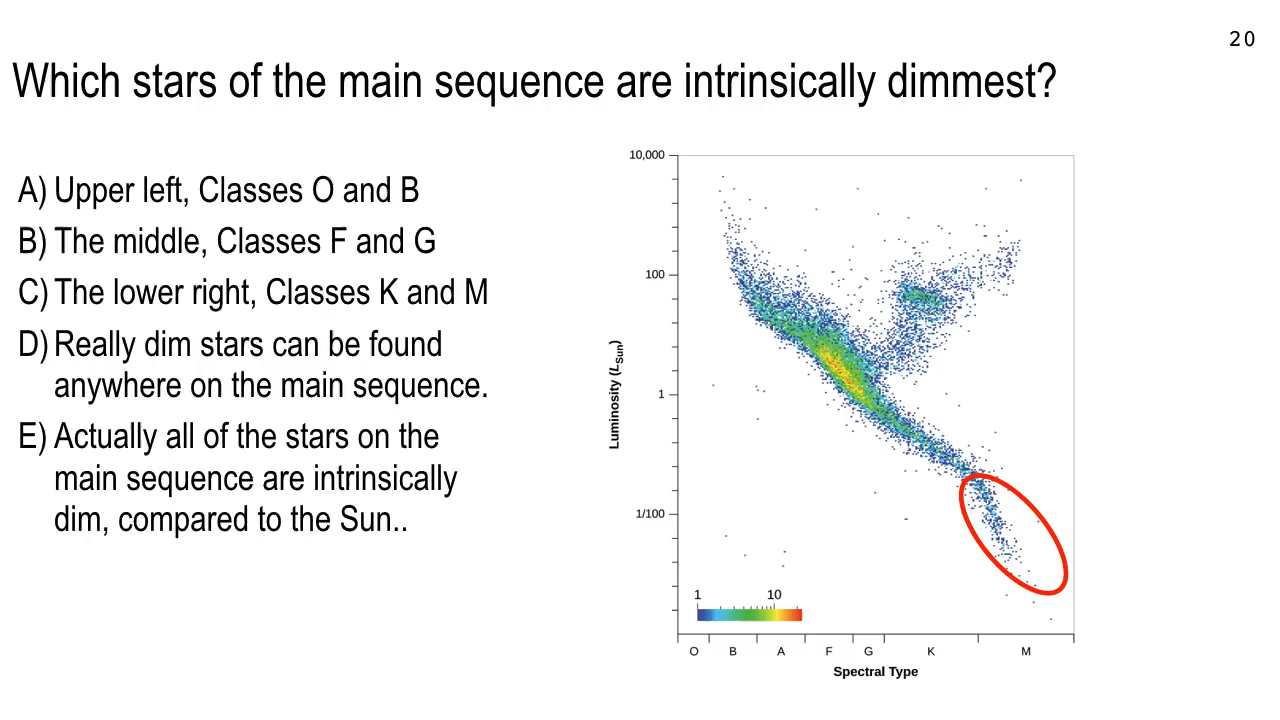 20
Which stars of the main sequence are intrinsically dimmest?
A) Upper left, Classes O and B
B) The middle, Classes F and G
C) The lower right, Classes K and M
D) Really dim stars can be found
anywhere on the main sequence.
E) Actually all of the stars on the
main sequence are intrinsically
dim, compared to the Sun..
10,000
100
1
1/100
Luminosity (LSun)
1 10
O B A F G K M
Spectral Type